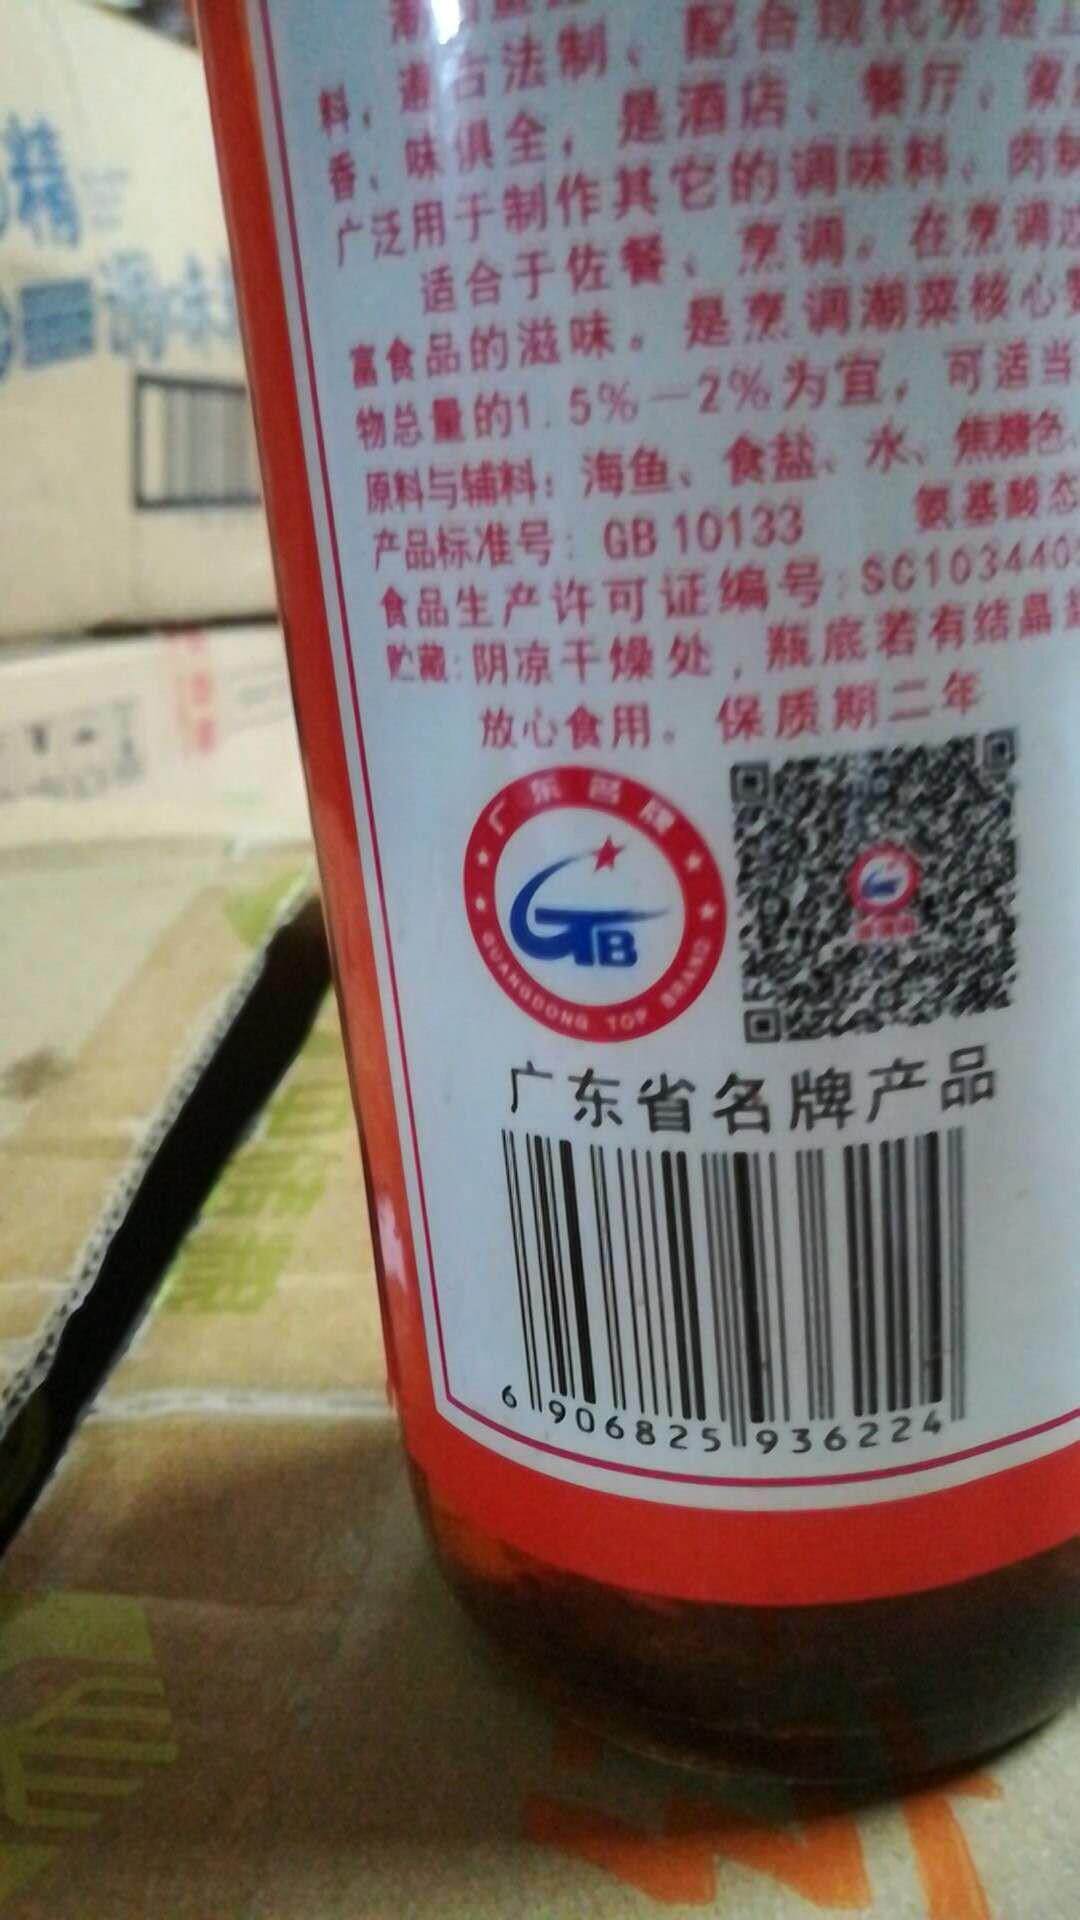 料，遵古法制、配合现代先进
香、味俱全，是酒店、餐厅、家
广泛用于制作其它的调味料、肉
适合于佐餐、烹调。在烹调过
富食品的滋味。是烹调潮菜核心
物总量的1.5%—2%为宜，可适当
原料与辅料：海鱼、食盐、水、焦糖色、
产品标准号：GB 10133 氨基酸态
食品生产许可证编号：SC1034405
贮藏：阴凉干燥处，瓶底若有结晶
放心食用。保质期二年
广东名牌
GTB
GUANGDONG TOP BRAND
广东省名牌产品
6 906825 936224